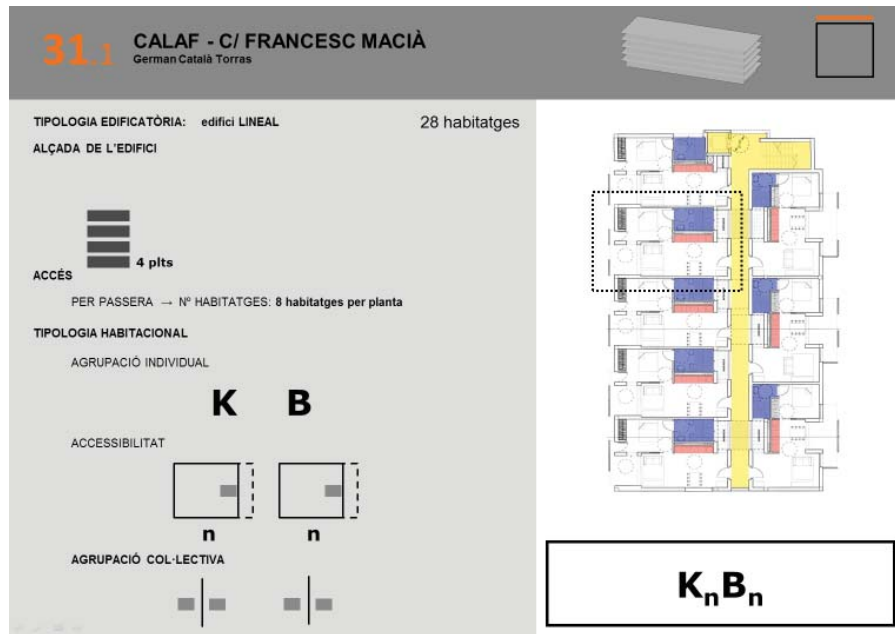 31.1 CALAF - C/ FRANCESC MACIÀ
German Català Torras
TIPOLOGIA EDIFICATÒRIA: edifici LINEAL 28 habitatges
ALÇADA DE L'EDIFICI
4 plts
ACCÉS
PER PASSERA → Nº HABITATGES: 8 habitatges per planta
TIPOLOGIA HABITACIONAL
AGRUPACIÓ INDIVIDUAL
K B
ACCESSIBILITAT
n n
AGRUPACIÓ COL·LECTIVA
KnBn